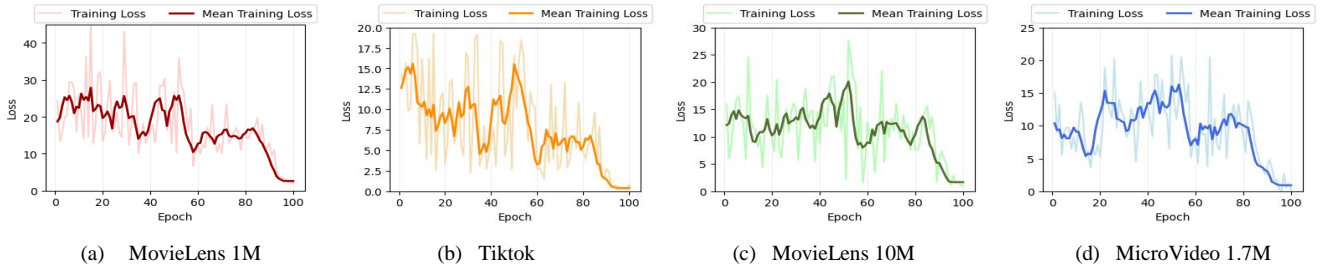 Training Loss Mean Training Loss
Loss
40
30
20
10
0
0 20 40 60 80 100
Epoch
(a) MovieLens 1M
Training Loss Mean Training Loss
Loss
20.0
17.5
15.0
12.5
10.0
7.5
5.0
2.5
0.0
0 20 40 60 80 100
Epoch
(b) Tiktok
Training Loss Mean Training Loss
Loss
30
25
20
15
10
5
0
0 20 40 60 80 100
Epoch
(c) MovieLens 10M
Training Loss Mean Training Loss
Loss
25
20
15
10
5
0
0 20 40 60 80 100
Epoch
(d) MicroVideo 1.7M